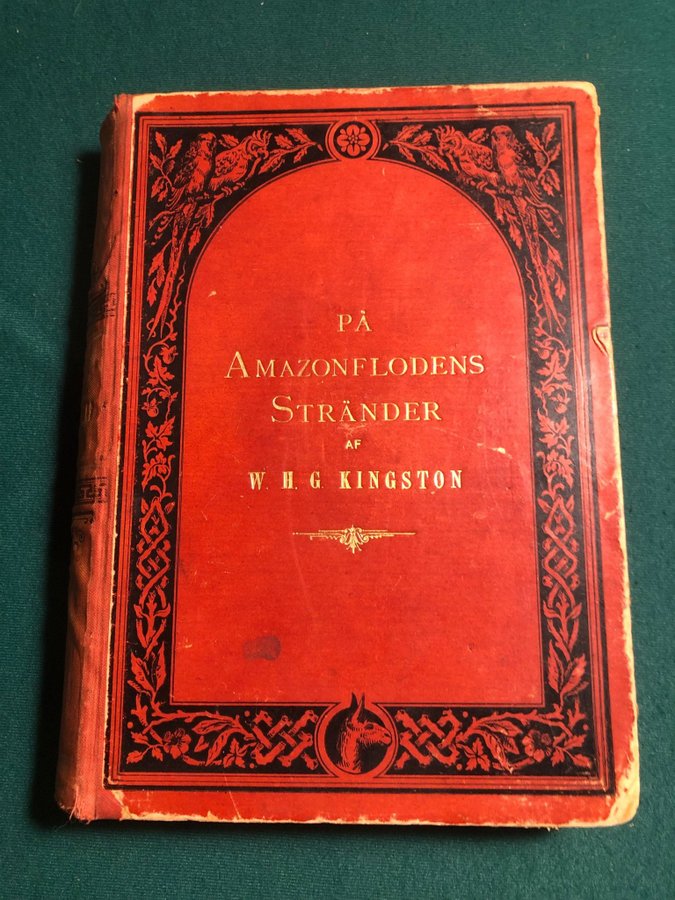 PÅ
AMAZONFLODENS
STRÄNDER
AF
W. H. G. KINGSTON